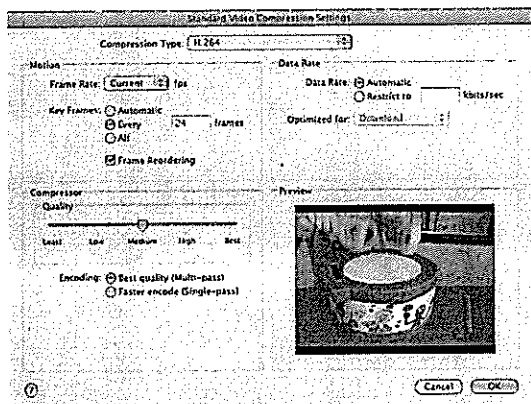 Standard Video Compression Settings
Compression Type: H.264
Motion
Frame Rate: Current fps
Key Frames: Automatic
Every 24 frames
All
Frame Reordering
Data Rate
Data Rate: Automatic
Restrict to kbits/sec
Optimized for: Download
Compressor
Quality
Least Low Medium High Best
Encoding: Best quality (Multi-pass)
Faster encode (Single-pass)
Preview
?
Cancel OK